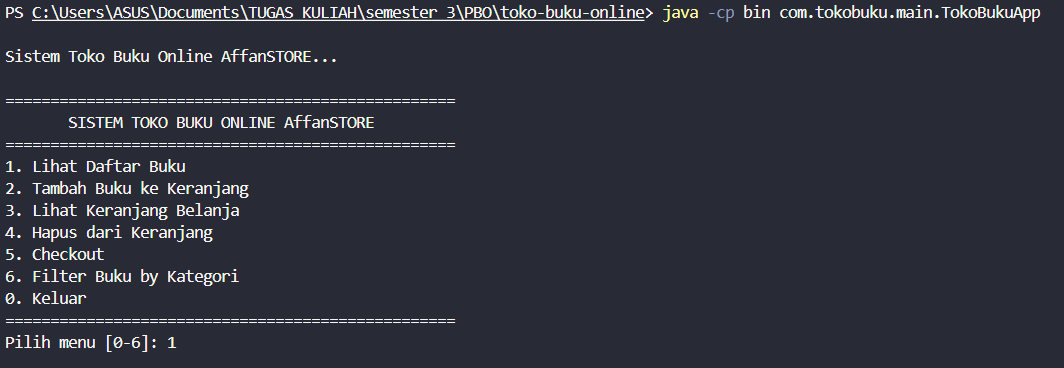 PS C:\Users\ASUS\Documents\TUGAS KULIAH\semester 3\PBO\toko-buku-online> java -cp bin com.tokobuku.main.TokoBukuApp
Sistem Toko Buku Online AffanSTORE...
==================================================
SISTEM TOKO BUKU ONLINE AffanSTORE
==================================================
1. Lihat Daftar Buku
2. Tambah Buku ke Keranjang
3. Lihat Keranjang Belanja
4. Hapus dari Keranjang
5. Checkout
6. Filter Buku by Kategori
0. Keluar
==================================================
Pilih menu [0-6]: 1